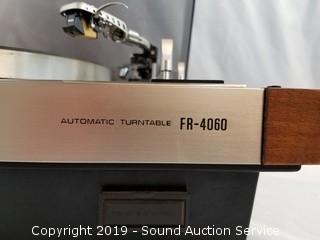 AUTOMATIC TURNTABLE FR-4060
Copyright 2019 - Sound Auction Service